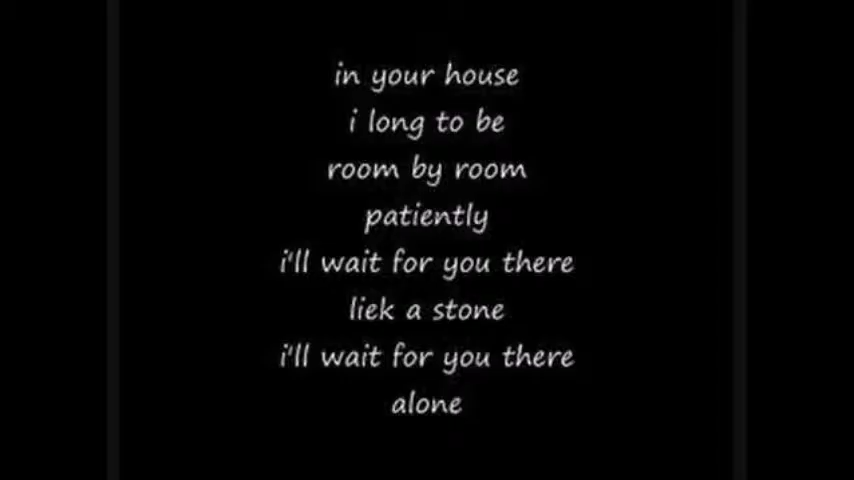 in your house
i long to be
room by room
patiently
i'll wait for you there
liek a stone
i'll wait for you there
alone